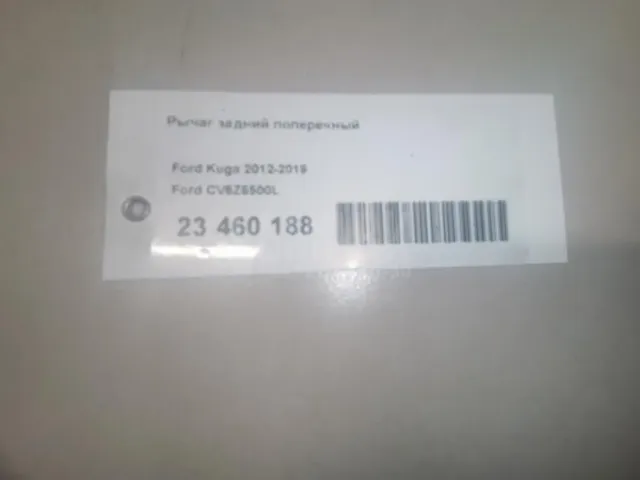 Рычаг задний поперечный
Ford Kuga 2012-2019
Ford CV6Z5500L
23 460 188